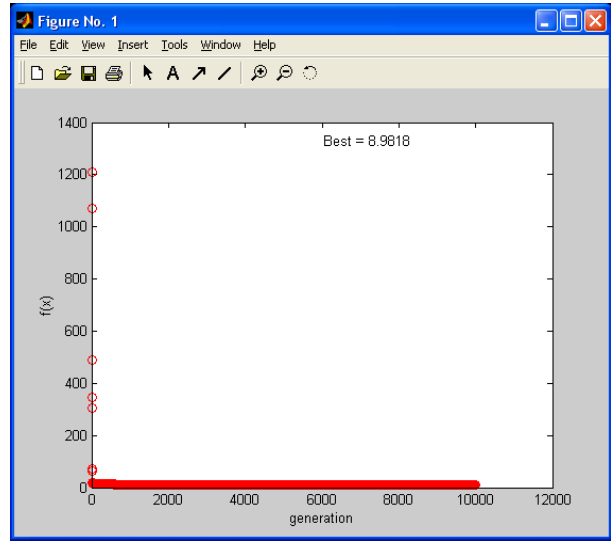 Figure No. 1
File Edit View Insert Tools Window Help
A
1400
Best = 8.9818
1200
1000
800
f(x)
600
400
200
0
0 2000 4000 6000 8000 10000 12000
generation